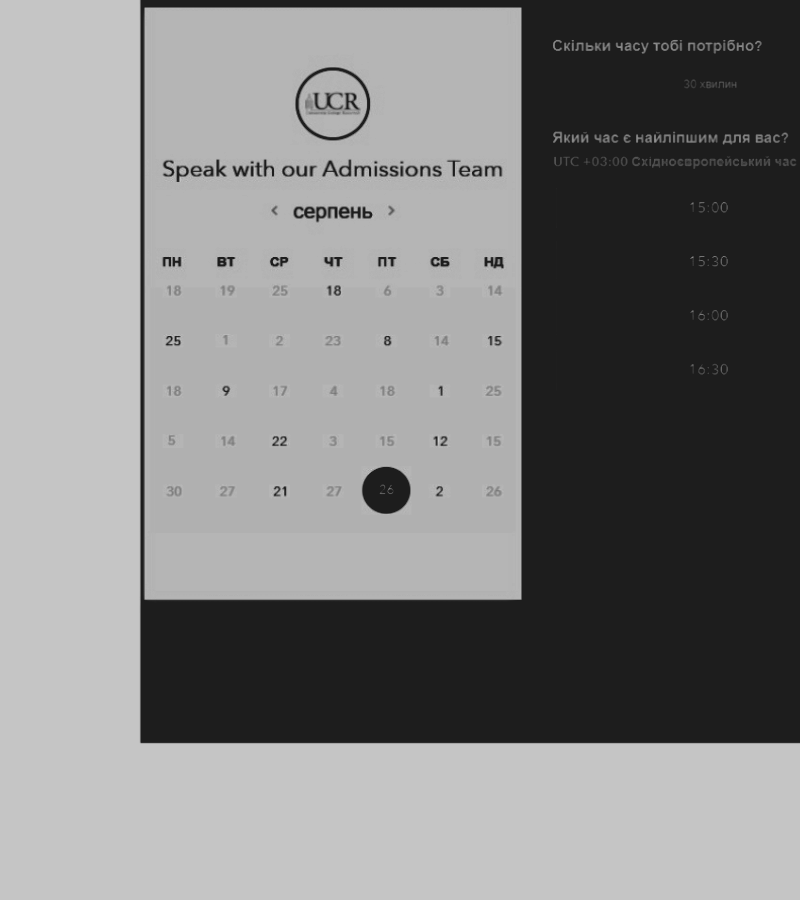 UCR
Speak with our Admissions Team
< серпень >
ПН ВТ СР ЧТ ПТ СБ НД
18 19 25 18 6 3 14
25 1 2 23 8 14 15
18 9 17 4 18 1 25
5 14 22 3 15 12 15
30 27 21 27 26 2 26
Скільки часу тобі потрібно?
30 хвилин
Який час є найліпшим для вас?
UTC +03:00 Східноєвропейський час
15:00
15:30
16:00
16:30